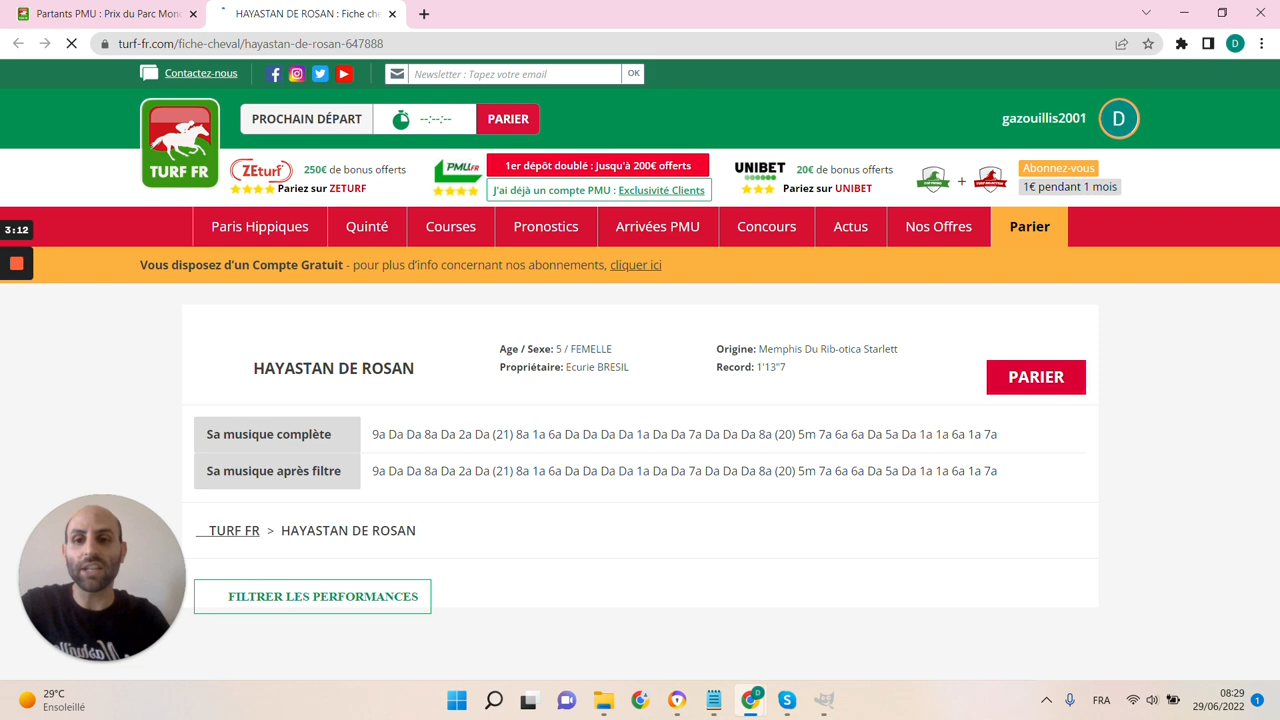 Partants PMU : Prix du Parc Monc
HAYASTAN DE ROSAN : Fiche che
turf-fr.com/fiche-cheval/hayastan-de-rosan-647888
D
Contactez-nous
Newsletter : Tapez votre email
OK
TURF FR
PROCHAIN DÉPART
--:--:--
PARIER
gazouillis2001
D
ZEturf
250€ de bonus offerts
Pariez sur ZETURF
PMU.FR
1er dépôt doublé : Jusqu'à 200€ offerts
J'ai déjà un compte PMU : Exclusivité Clients
UNIBET
20€ de bonus offerts
Pariez sur UNIBET
+
Abonnez-vous
1€ pendant 1 mois
3:12
Paris Hippiques
Quinté
Courses
Pronostics
Arrivées PMU
Concours
Actus
Nos Offres
Parier
Vous disposez d'un Compte Gratuit - pour plus d'info concernant nos abonnements, cliquer ici
HAYASTAN DE ROSAN
Age / Sexe: 5 / FEMELLE
Propriétaire: Ecurie BRESIL
Origine: Memphis Du Rib-otica Starlett
Record: 1'13"7
PARIER
Sa musique complète
9a Da Da 8a Da 2a Da (21) 8a 1a 6a Da Da Da Da 1a Da Da 7a Da Da Da 8a (20) 5m 7a 6a 6a Da 5a Da 1a 1a 6a 1a 7a
Sa musique après filtre
9a Da Da 8a Da 2a Da (21) 8a 1a 6a Da Da Da Da 1a Da Da 7a Da Da Da 8a (20) 5m 7a 6a 6a Da 5a Da 1a 1a 6a 1a 7a
TURF FR > HAYASTAN DE ROSAN
FILTRER LES PERFORMANCES
29°C
Ensoleillé
D
FRA
08:29
29/06/2022
1